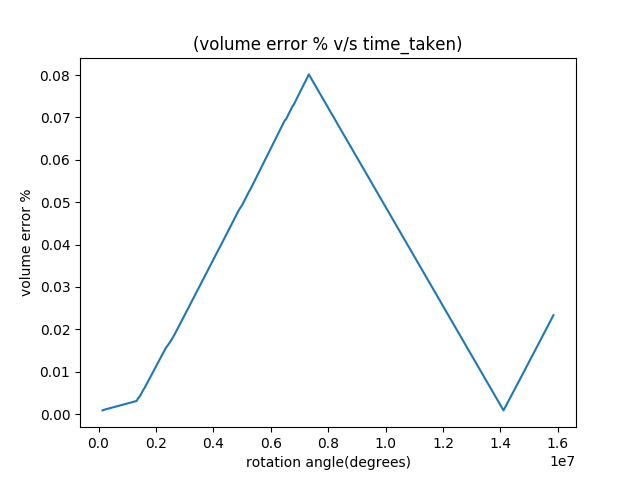 (volume error % v/s time_taken)
0.08
0.07
0.06
0.05
0.04
0.03
0.02
0.01
0.00
volume error %
0.0 0.2 0.4 0.6 0.8 1.0 1.2 1.4 1.6
1e7
rotation angle(degrees)